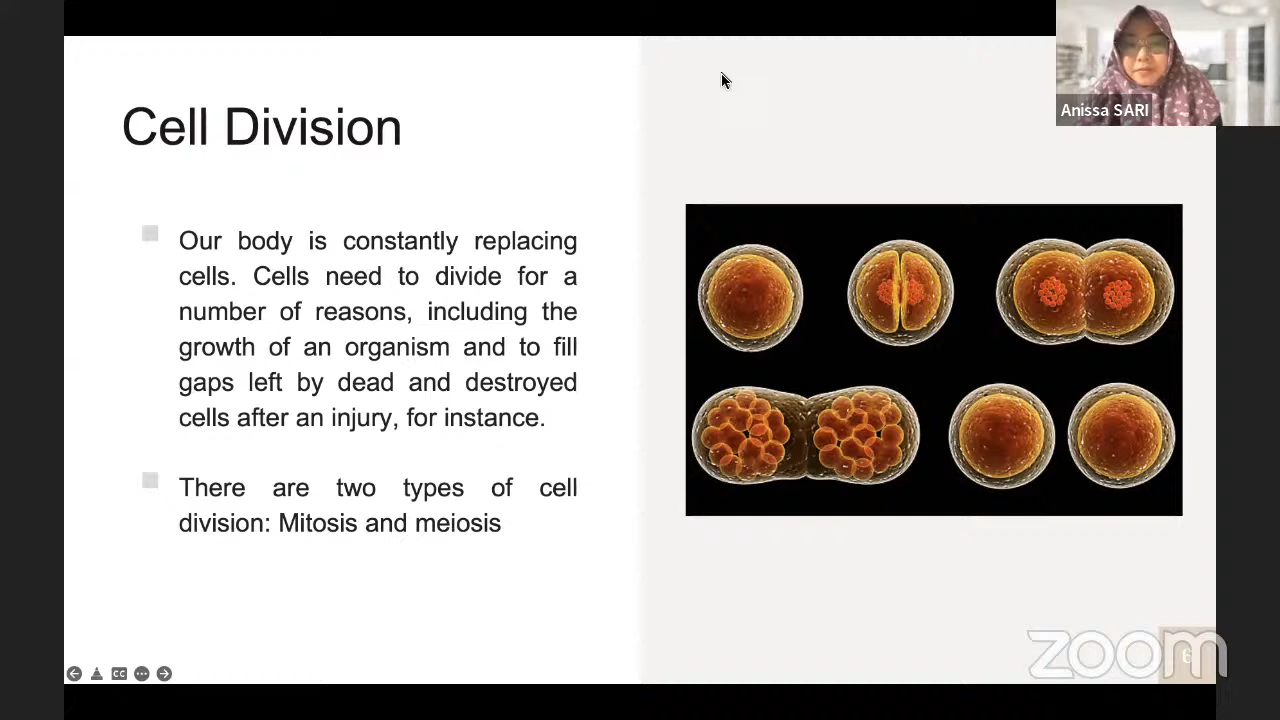 Anissa SARI
Cell Division
Our body is constantly replacing
cells. Cells need to divide for a
number of reasons, including the
growth of an organism and to fill
gaps left by dead and destroyed
cells after an injury, for instance.
There are two types of cell
division: Mitosis and meiosis
CC
zoom
6